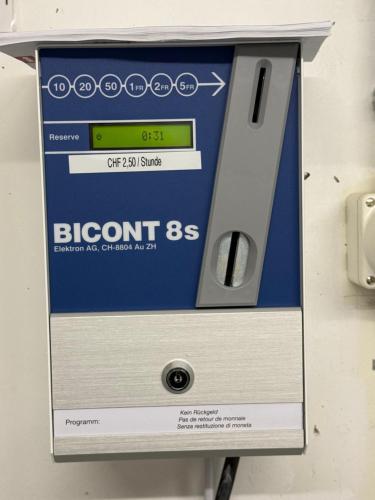 10 20 50 1FR 2FR 5FR
Reserve
0:31
CHF 2,50 / Stunde
BICONT 8s
Elektron AG, CH-8804 Au ZH
Kein Rückgeld
Programm: Pas de retour de monnaie
Senza restituzione di moneta